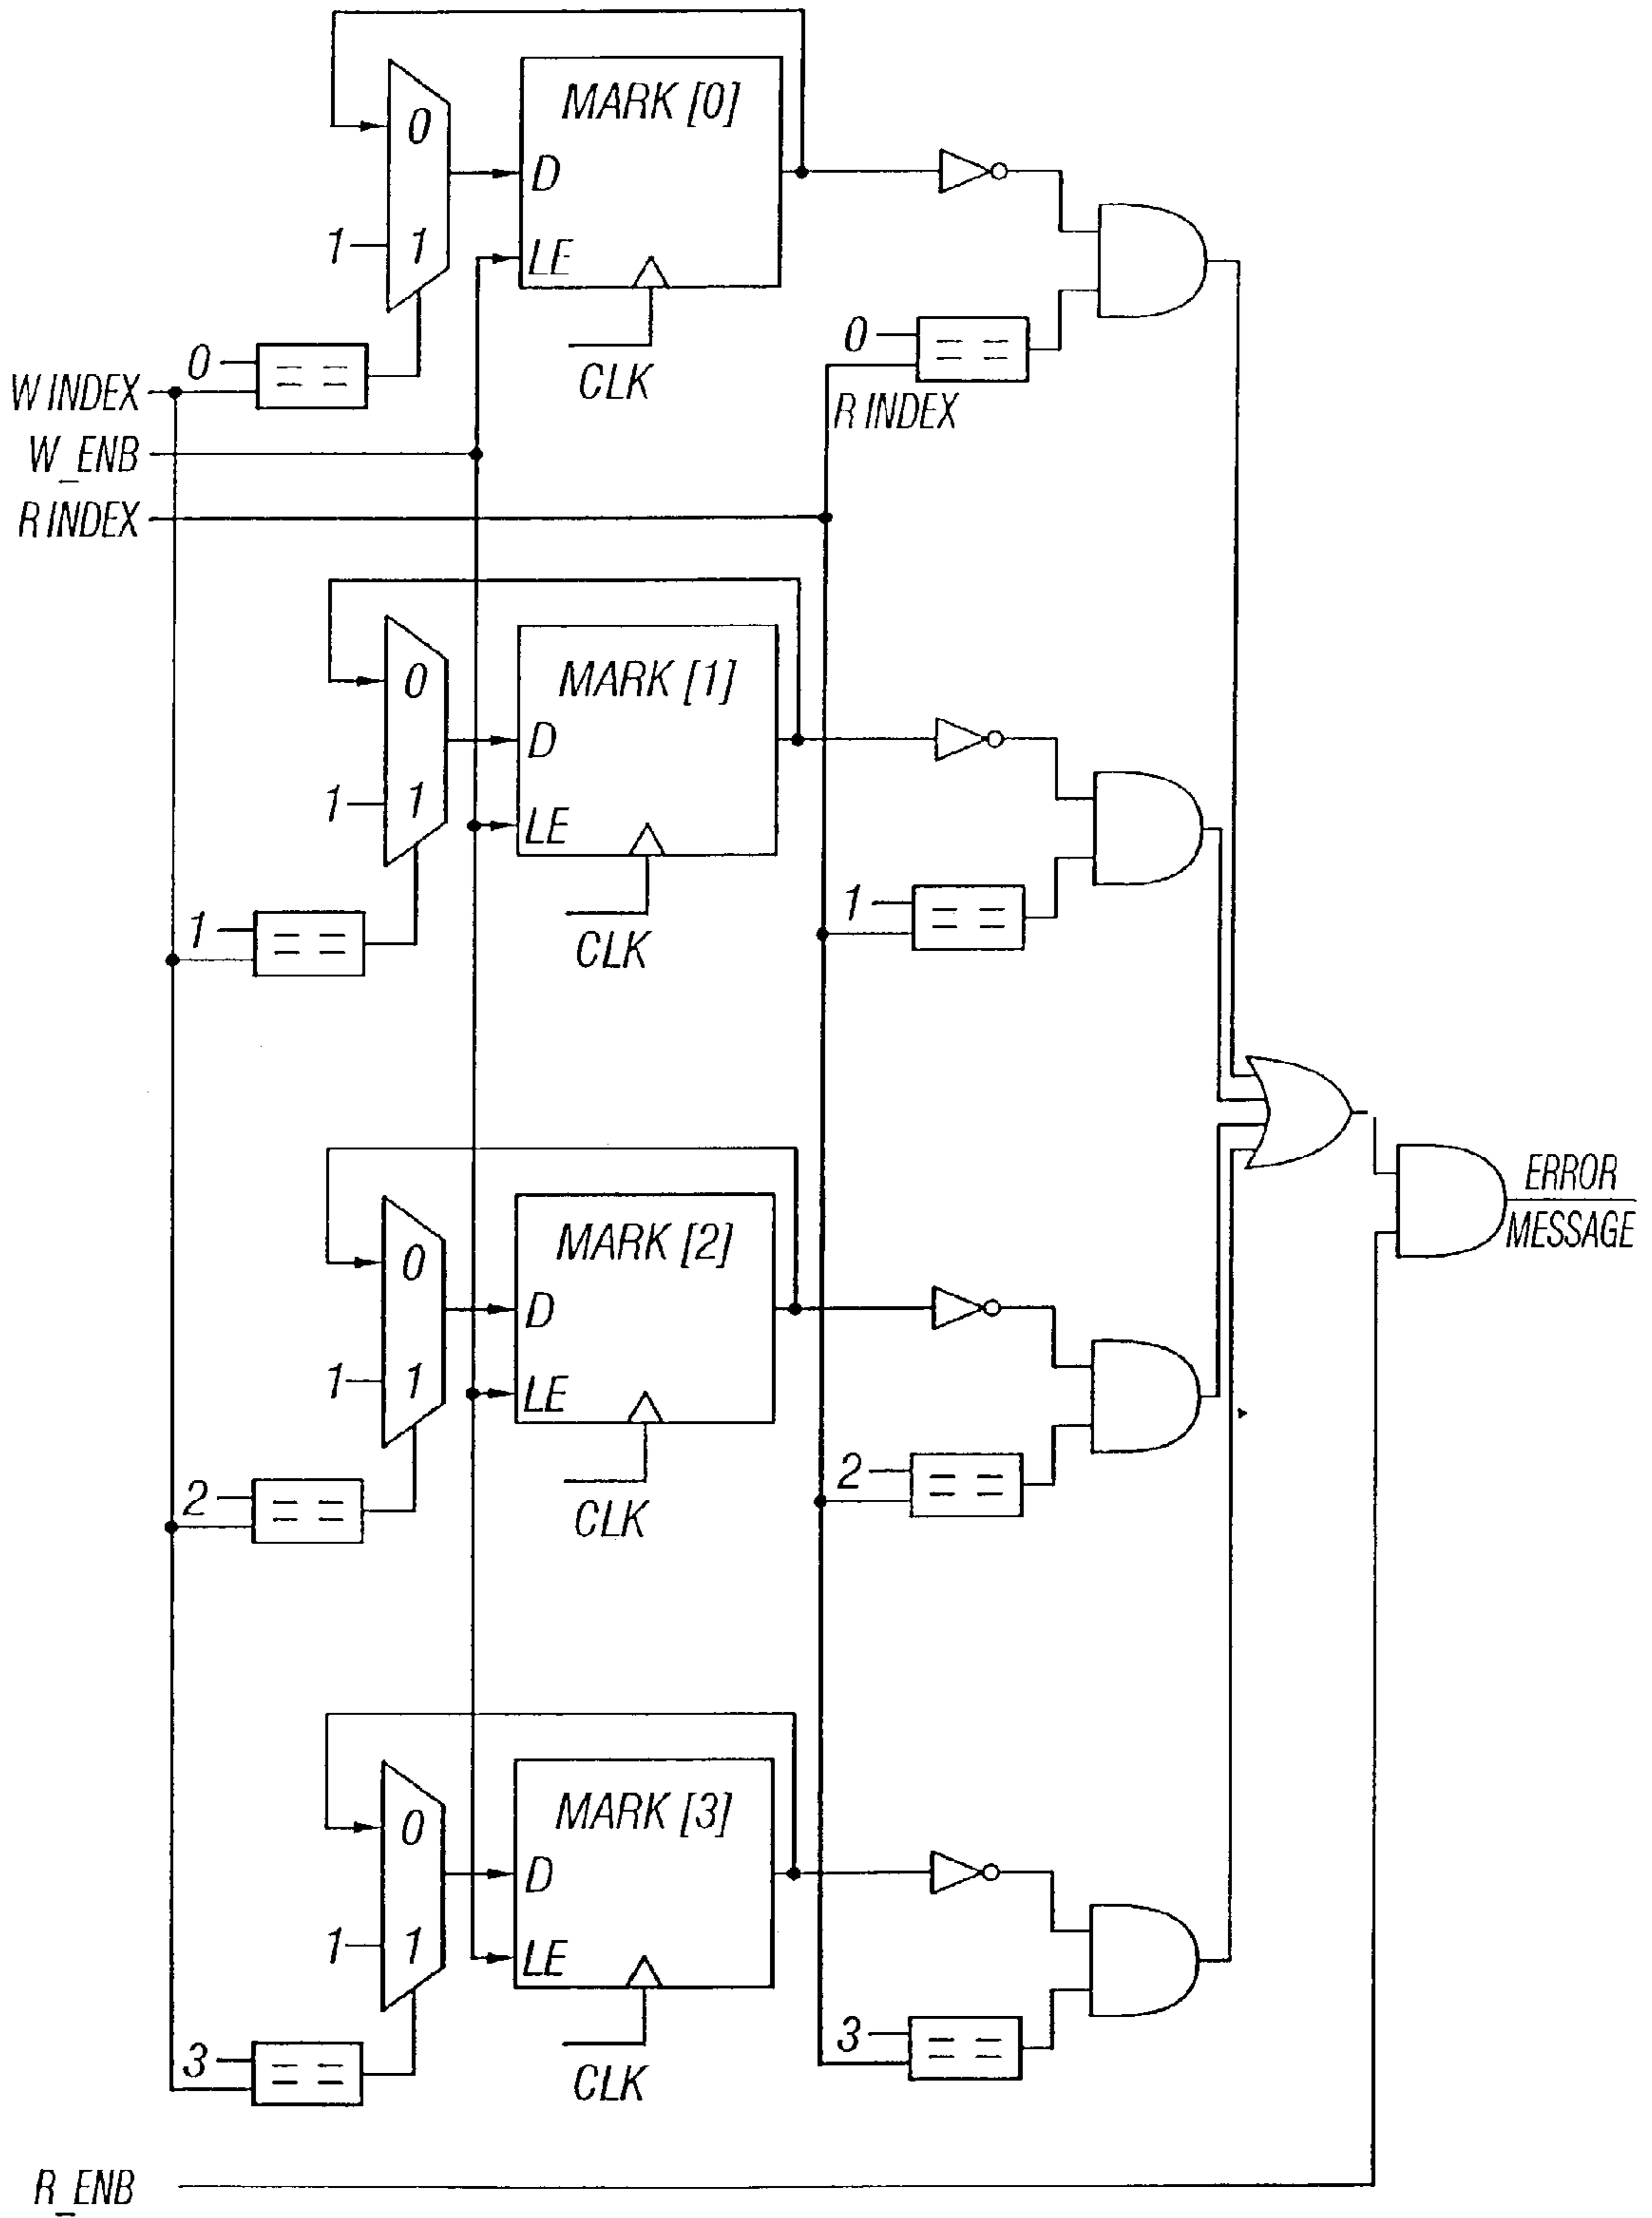 MARK [0]
0
D
1
1
LE
0
0
= =
= =
CLK
W INDEX
R INDEX
W_ENB
R INDEX
MARK [1]
0
D
1
1
LE
1
1
= =
= =
CLK
MARK [2]
0
D
1
1
LE
2
2
= =
= =
CLK
ERROR
MESSAGE
MARK [3]
0
D
1
1
LE
3
3
= =
= =
CLK
R_ENB